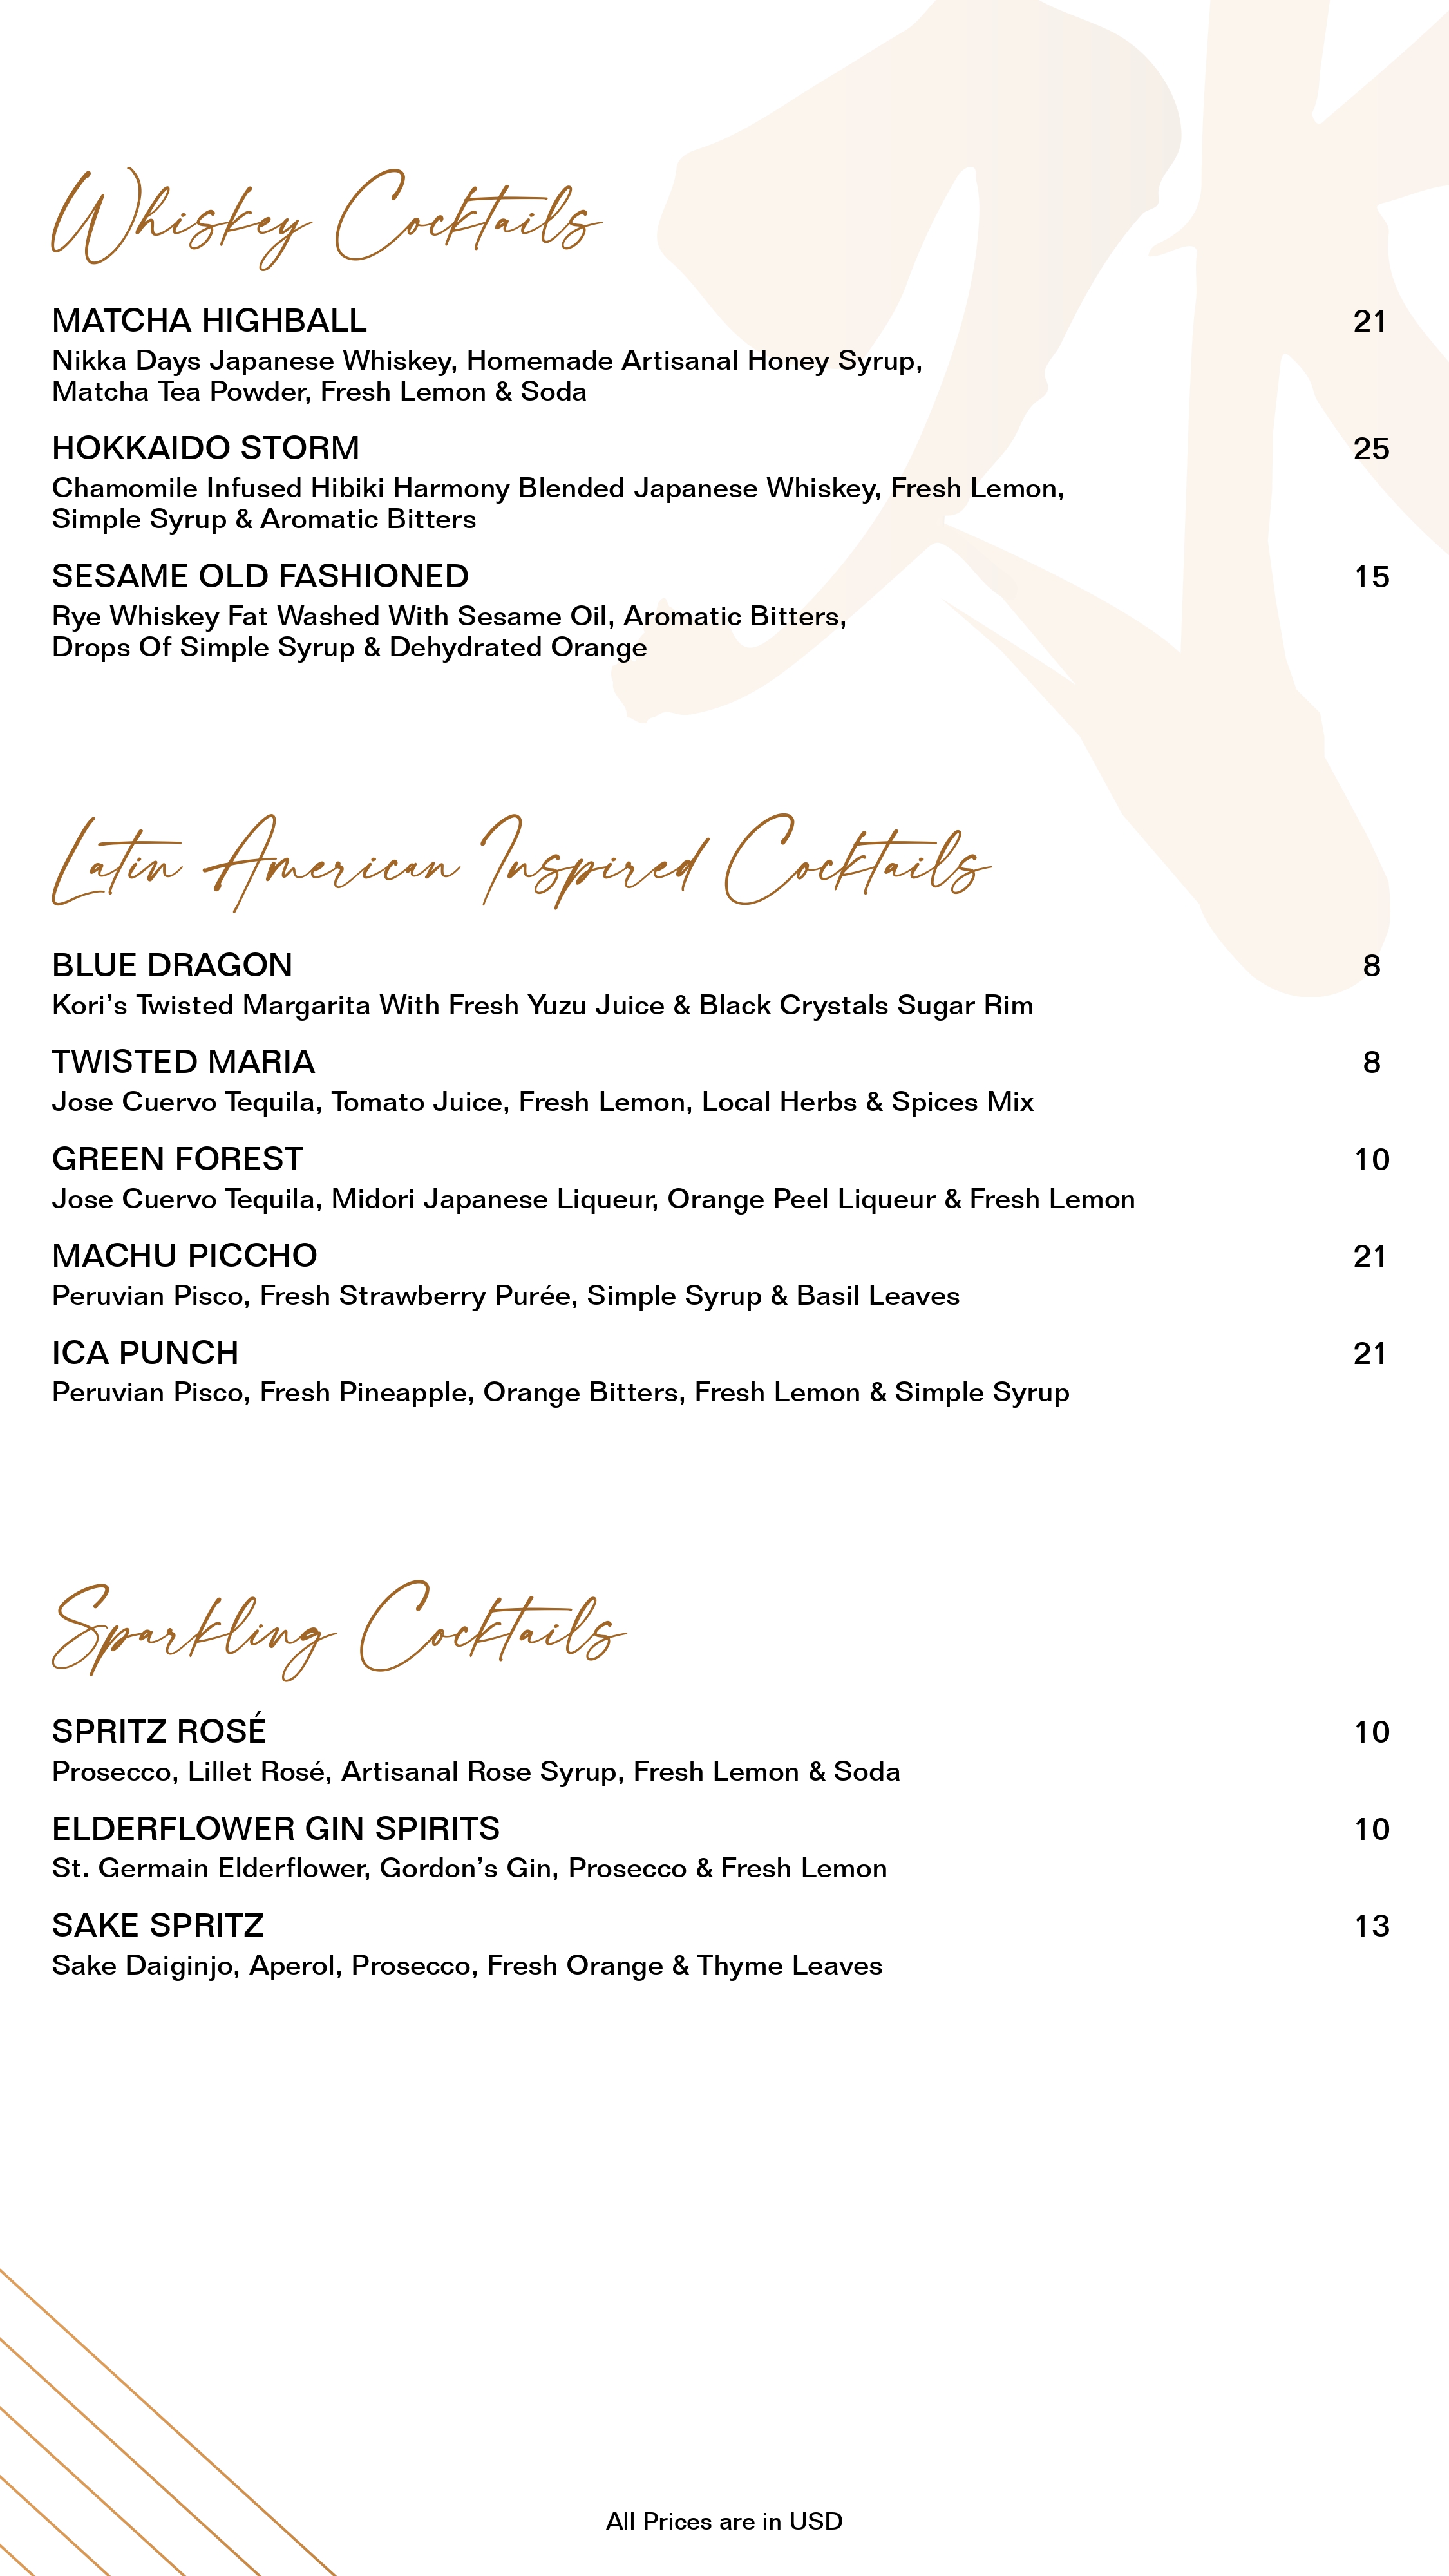 Whiskey Cocktails
MATCHA HIGHBALL 21
Nikka Days Japanese Whiskey, Homemade Artisanal Honey Syrup,
Matcha Tea Powder, Fresh Lemon & Soda
HOKKAIDO STORM 25
Chamomile Infused Hibiki Harmony Blended Japanese Whiskey, Fresh Lemon,
Simple Syrup & Aromatic Bitters
SESAME OLD FASHIONED 15
Rye Whiskey Fat Washed With Sesame Oil, Aromatic Bitters,
Drops Of Simple Syrup & Dehydrated Orange
Latin American Inspired Cocktails
BLUE DRAGON 8
Kori’s Twisted Margarita With Fresh Yuzu Juice & Black Crystals Sugar Rim
TWISTED MARIA 8
Jose Cuervo Tequila, Tomato Juice, Fresh Lemon, Local Herbs & Spices Mix
GREEN FOREST 10
Jose Cuervo Tequila, Midori Japanese Liqueur, Orange Peel Liqueur & Fresh Lemon
MACHU PICCHO 21
Peruvian Pisco, Fresh Strawberry Purée, Simple Syrup & Basil Leaves
ICA PUNCH 21
Peruvian Pisco, Fresh Pineapple, Orange Bitters, Fresh Lemon & Simple Syrup
Sparkling Cocktails
SPRITZ ROSÉ 10
Prosecco, Lillet Rosé, Artisanal Rose Syrup, Fresh Lemon & Soda
ELDERFLOWER GIN SPIRITS 10
St. Germain Elderflower, Gordon’s Gin, Prosecco & Fresh Lemon
SAKE SPRITZ 13
Sake Daiginjo, Aperol, Prosecco, Fresh Orange & Thyme Leaves
All Prices are in USD